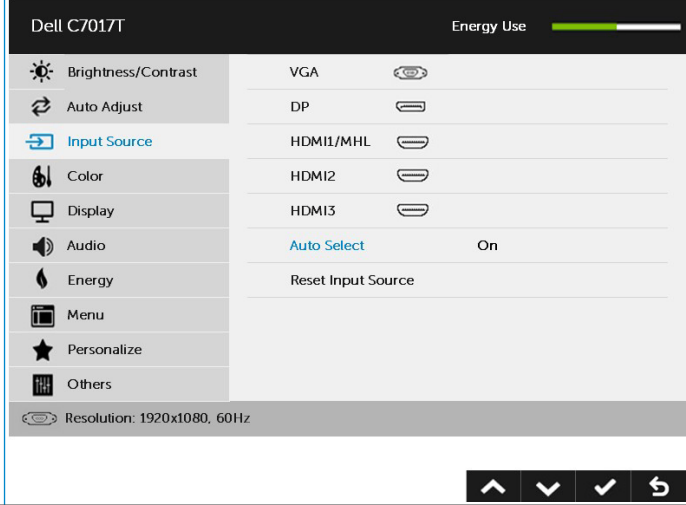 Dell C7017T Energy Use
Brightness/Contrast VGA
Auto Adjust DP
Input Source HDMI1/MHL
Color HDMI2
Display HDMI3
Audio Auto Select On
Energy Reset Input Source
Menu
Personalize
Others
Resolution: 1920x1080, 60Hz